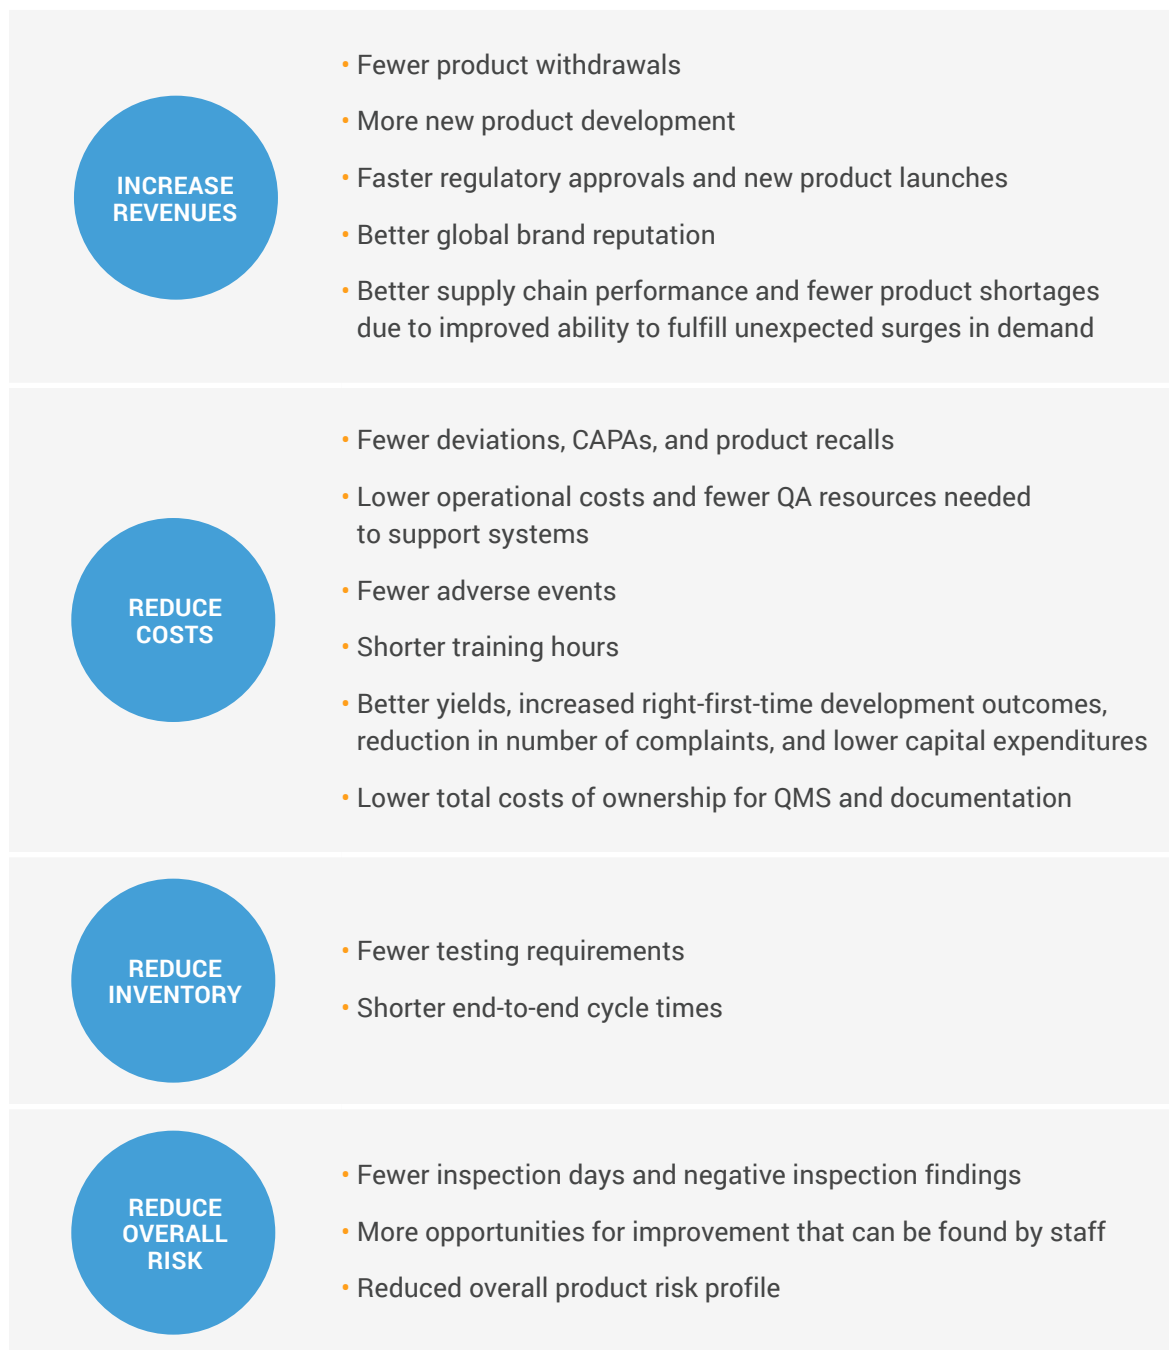 INCREASE
REVENUES
• Fewer product withdrawals
• More new product development
• Faster regulatory approvals and new product launches
• Better global brand reputation
• Better supply chain performance and fewer product shortages
due to improved ability to fulfill unexpected surges in demand
REDUCE
COSTS
• Fewer deviations, CAPAs, and product recalls
• Lower operational costs and fewer QA resources needed
to support systems
• Fewer adverse events
• Shorter training hours
• Better yields, increased right-first-time development outcomes,
reduction in number of complaints, and lower capital expenditures
• Lower total costs of ownership for QMS and documentation
REDUCE
INVENTORY
• Fewer testing requirements
• Shorter end-to-end cycle times
REDUCE
OVERALL
RISK
• Fewer inspection days and negative inspection findings
• More opportunities for improvement that can be found by staff
• Reduced overall product risk profile